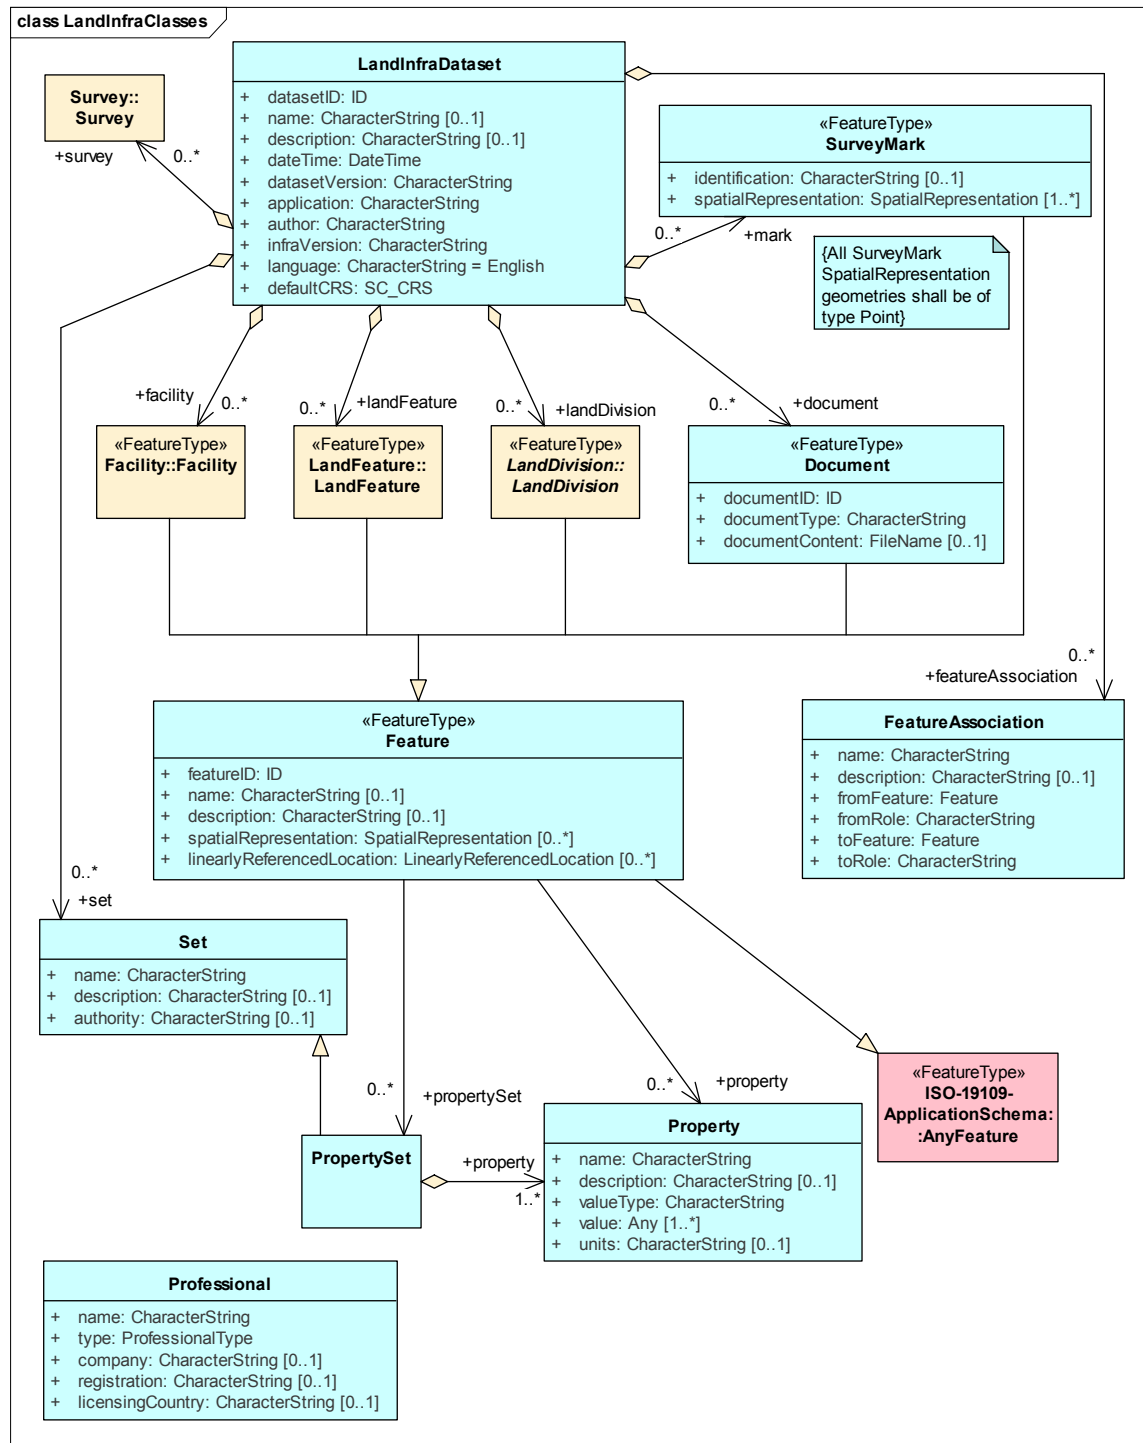 class LandInfraClasses
LandInfraDataset
+ datasetID: ID
+ name: CharacterString [0..1]
+ description: CharacterString [0..1]
+ dateTime: DateTime
+ datasetVersion: CharacterString
+ application: CharacterString
+ author: CharacterString
+ infraVersion: CharacterString
+ language: CharacterString = English
+ defaultCRS: SC_CRS
Survey::
Survey
+survey
0..*
«FeatureType»
SurveyMark
+ identification: CharacterString [0..1]
+ spatialRepresentation: SpatialRepresentation [1..*]
0..*
+mark
{All SurveyMark
SpatialRepresentation
geometries shall be of
type Point}
+facility
0..*
0..*
+landFeature
0..*
+landDivision
0..*
+document
«FeatureType»
Facility::Facility
«FeatureType»
LandFeature::
LandFeature
«FeatureType»
LandDivision::
LandDivision
«FeatureType»
Document
+ documentID: ID
+ documentType: CharacterString
+ documentContent: FileName [0..1]
0..*
+featureAssociation
«FeatureType»
Feature
+ featureID: ID
+ name: CharacterString [0..1]
+ description: CharacterString [0..1]
+ spatialRepresentation: SpatialRepresentation [0..*]
+ linearlyReferencedLocation: LinearlyReferencedLocation [0..*]
FeatureAssociation
+ name: CharacterString
+ description: CharacterString [0..1]
+ fromFeature: Feature
+ fromRole: CharacterString
+ toFeature: Feature
+ toRole: CharacterString
0..*
+set
Set
+ name: CharacterString
+ description: CharacterString [0..1]
+ authority: CharacterString [0..1]
0..*
+propertySet
0..*
+property
«FeatureType»
ISO-19109-
ApplicationSchema:
:AnyFeature
PropertySet
+property
1..*
Property
+ name: CharacterString
+ description: CharacterString [0..1]
+ valueType: CharacterString
+ value: Any [1..*]
+ units: CharacterString [0..1]
Professional
+ name: CharacterString
+ type: ProfessionalType
+ company: CharacterString [0..1]
+ registration: CharacterString [0..1]
+ licensingCountry: CharacterString [0..1]